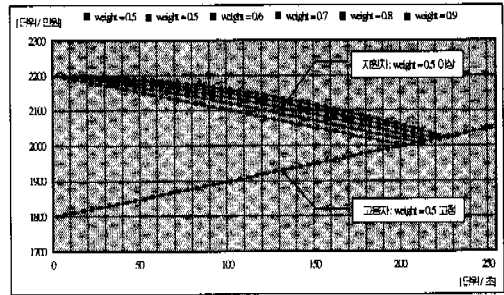 [단위/ 만원]
weight = 0.5 weight = 0.5 weight = 0.6 weight = 0.7 weight = 0.8 weight = 0.9
2300
2200
2100
2000
1900
1800
1700
지원자: weight = 0.5 이상
고용자: weight = 0.5 고정
0 50 100 150 200 250
[단위/ 초]